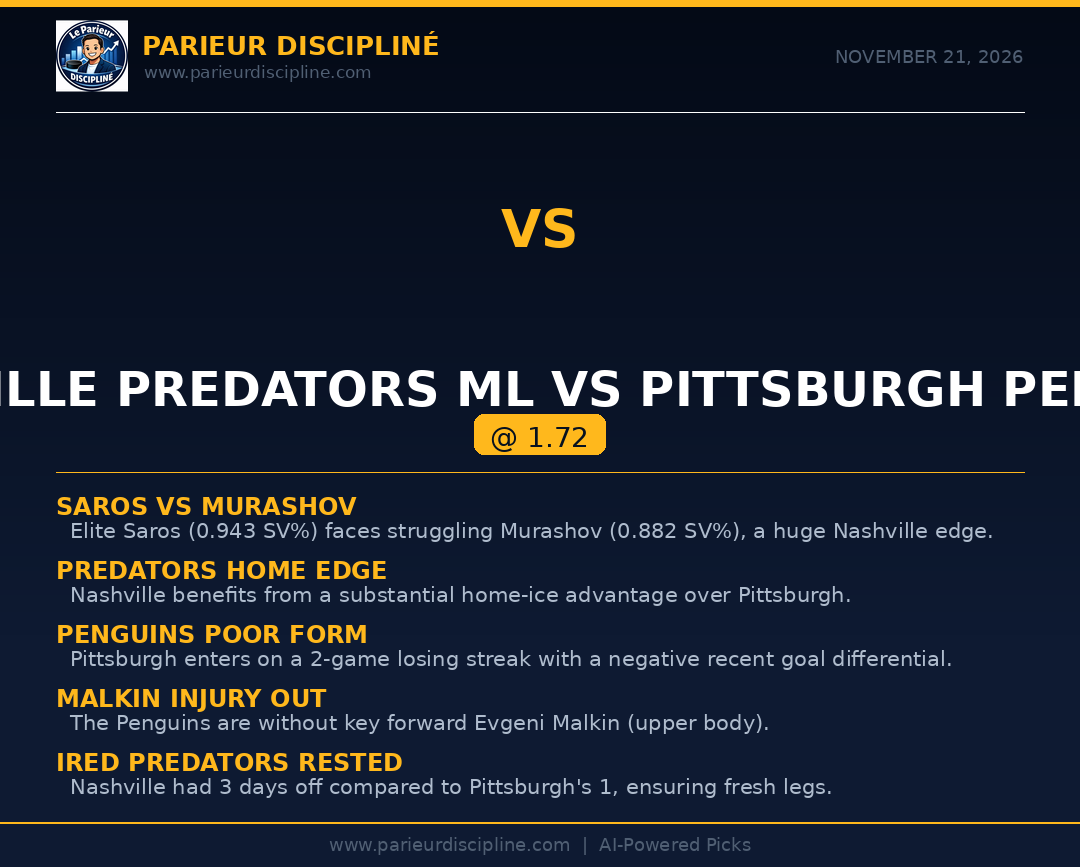 Le Parieur
DISCIPLINÉ
PARIEUR DISCIPLINÉ
www.parieurdiscipline.com
NOVEMBER 21, 2026
VS
ILLE PREDATORS ML VS PITTSBURGH PE
@ 1.72
SAROS VS MURASHOV
Elite Saros (0.943 SV%) faces struggling Murashov (0.882 SV%), a huge Nashville edge.
PREDATORS HOME EDGE
Nashville benefits from a substantial home-ice advantage over Pittsburgh.
PENGUINS POOR FORM
Pittsburgh enters on a 2-game losing streak with a negative recent goal differential.
MALKIN INJURY OUT
The Penguins are without key forward Evgeni Malkin (upper body).
IRED PREDATORS RESTED
Nashville had 3 days off compared to Pittsburgh's 1, ensuring fresh legs.
www.parieurdiscipline.com | AI-Powered Picks